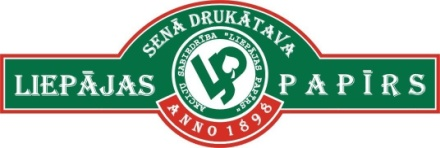 SENĀ DRUKĀTAVA
LIEPĀJAS PAPĪRS
AKCIJU SABIEDRĪBA "LIEPĀJAS PAPĪRS"
LP
ANNO 1898